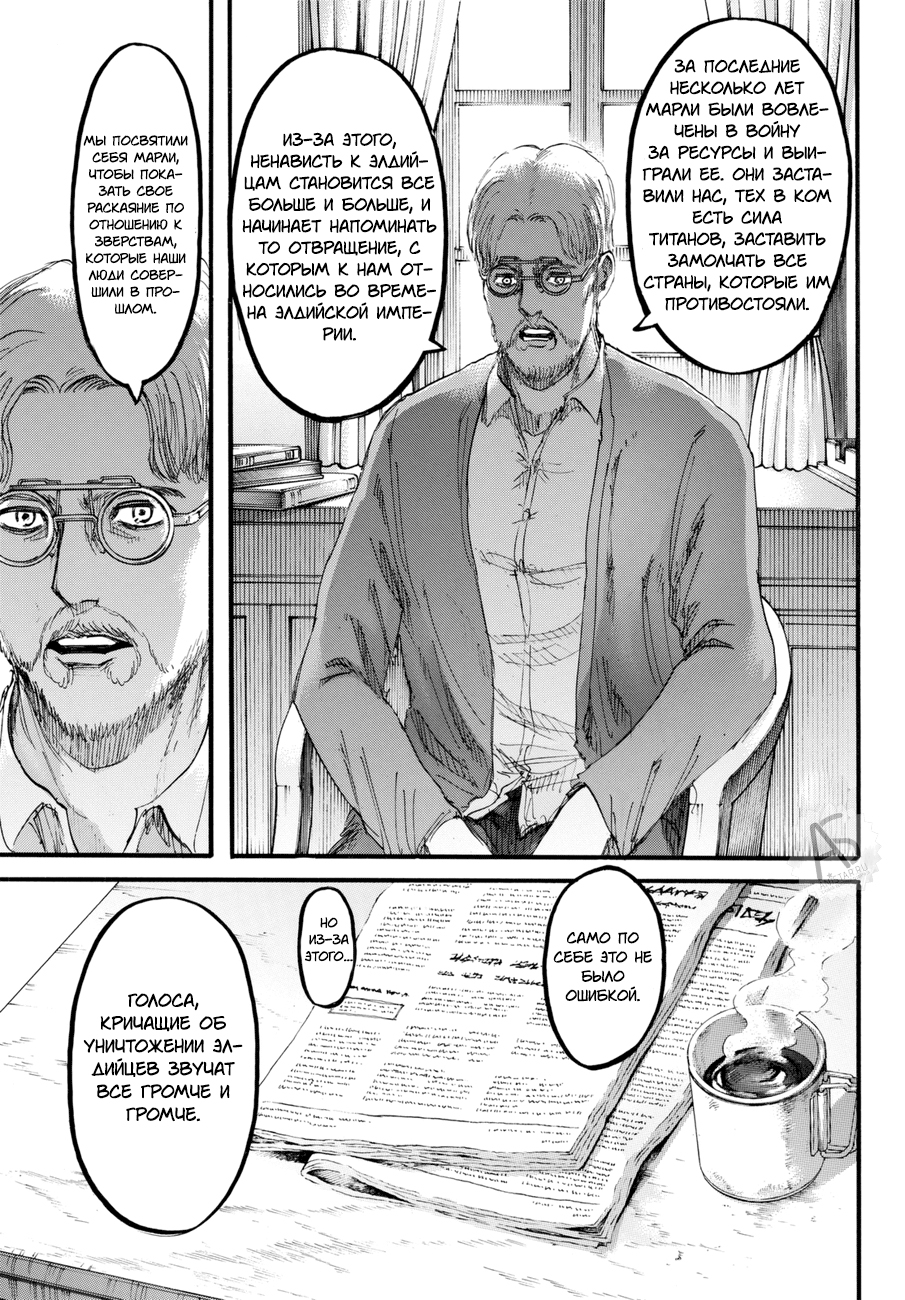 ЗА ПОСЛЕДНИЕ
НЕСКОЛЬКО ЛЕТ
МАРЛИ БЫЛИ ВОВЛЕ-
ЧЕНЫ В ВОЙНУ
ЗА РЕСУРСЫ И ВЫИ-
ГРАЛИ ЕЕ. ОНИ ЗАСТА-
ВИЛИ НАС, ТЕХ В КОМ
ЕСТЬ СИЛА
ТИТАНОВ, ЗАСТАВИТЬ
ЗАМОЛЧАТЬ ВСЕ
СТРАНЫ, КОТОРЫЕ ИМ
ПРОТИВОСТОЯЛИ.
ИЗ-ЗА ЭТОГО,
НЕНАВИСТЬ К ЭЛДИЙ-
ЦАМ СТАНОВИТСЯ ВСЕ
БОЛЬШЕ И БОЛЬШЕ, И
НАЧИНАЕТ НАПОМИНАТЬ
ТО ОТВРАЩЕНИЕ, С
КОТОРЫМ К НАМ ОТ-
НОСИЛИСЬ ВО ВРЕМЕ-
НА ЭЛДИЙСКОЙ ИМПЕ-
РИИ.
МЫ ПОСВЯТИЛИ
СЕБЯ МАРЛИ,
ЧТОБЫ ПОКА-
ЗАТЬ СВОЕ
РАСКАЯНИЕ ПО
ОТНОШЕНИЮ К
ЗВЕРСТВАМ,
КОТОРЫЕ НАШИ
ЛЮДИ СОВЕР-
ШИЛИ В ПРО-
ШЛОМ.
САМО ПО
СЕБЕ ЭТО НЕ
БЫЛО
ОШИБКОЙ.
НО
ИЗ-ЗА
ЭТОГО...
ГОЛОСА,
КРИЧАЩИЕ ОБ
УНИЧТОЖЕНИИ ЭЛ-
ДИЙЦЕВ ЗВУЧАТ
ВСЕ ГРОМЧЕ И
ГРОМЧЕ.
АБ